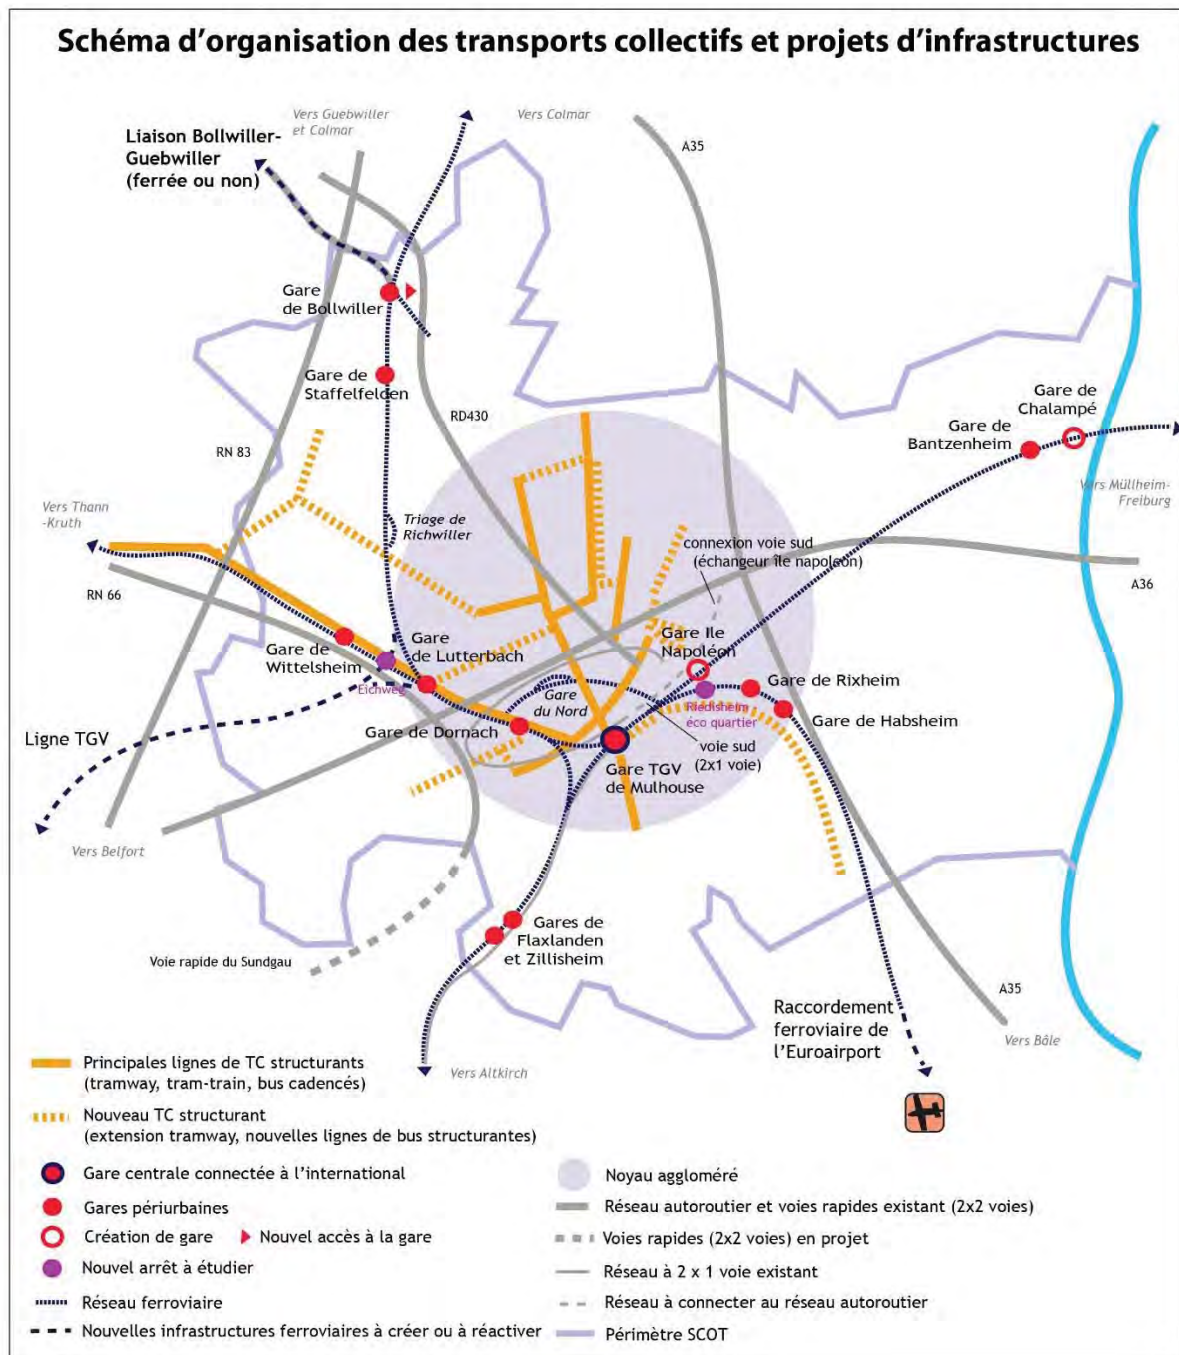 Schéma d'organisation des transports collectifs et projets d'infrastructures
Vers Guebwiller
et Colmar
Vers Colmar
Liaison Bollwiller-
Guebwiller
(ferrée ou non)
A35
Gare
de Bollwiller
Gare de
Staffelfelden
RD430
RN 83
Gare de
Chalampé
Gare de
Bantzenheim
Vers Müllheim-
Freiburg
Vers Thann
-Kruth
Triage de
Richwiller
connexion voie sud
(échangeur île napoléon)
A36
RN 66
Gare de
Wittelsheim
Gare
de Lutterbach
Eichweg
Gare Ile
Napoléon
Gare de Rixheim
Riedisheim
éco quartier
Gare
du Nord
Gare de Habsheim
Gare de Dornach
Ligne TGV
voie sud
(2x1 voie)
Gare TGV
de Mulhouse
Vers Belfort
Gares de
Flaxlanden
et Zillisheim
Voie rapide du Sundgau
A35
Raccordement
ferroviaire de
l'Euroairport
Vers Bâle
Vers Altkirch
Principales lignes de TC structurants
(tramway, tram-train, bus cadencés)
Nouveau TC structurant
(extension tramway, nouvelles lignes de bus structurantes)
Gare centrale connectée à l'international
Gares périurbaines
Création de gare
Nouvel accès à la gare
Nouvel arrêt à étudier
Réseau ferroviaire
Nouvelles infrastructures ferroviaires à créer ou à réactiver
Noyau aggloméré
Réseau autoroutier et voies rapides existant (2x2 voies)
Voies rapides (2x2 voies) en projet
Réseau à 2 x 1 voie existant
Réseau à connecter au réseau autoroutier
Périmètre SCOT